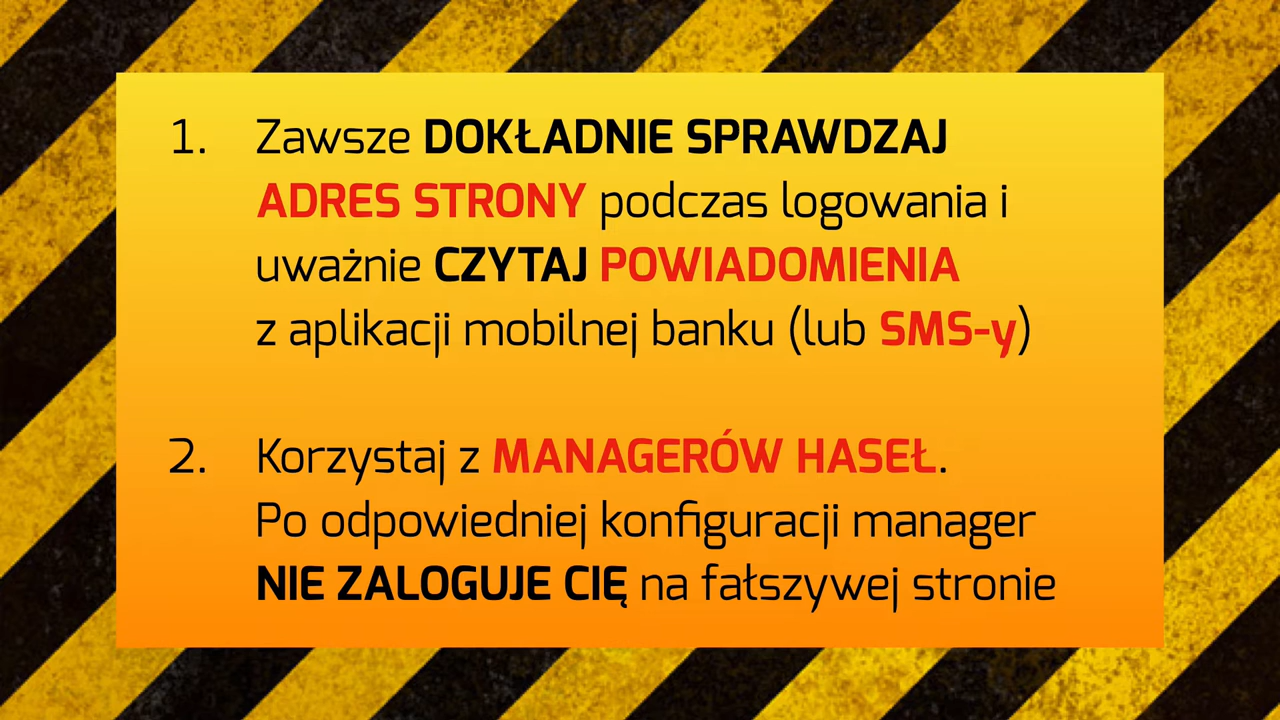 1. Zawsze DOKŁADNIE SPRAWDZAJ
ADRES STRONY podczas logowania i
uważnie CZYTAJ POWIADOMIENIA
z aplikacji mobilnej banku (lub SMS-y)
2. Korzystaj z MANAGERÓW HASEŁ.
Po odpowiedniej konfiguracji manager
NIE ZALOGUJE CIĘ na fałszywej stronie